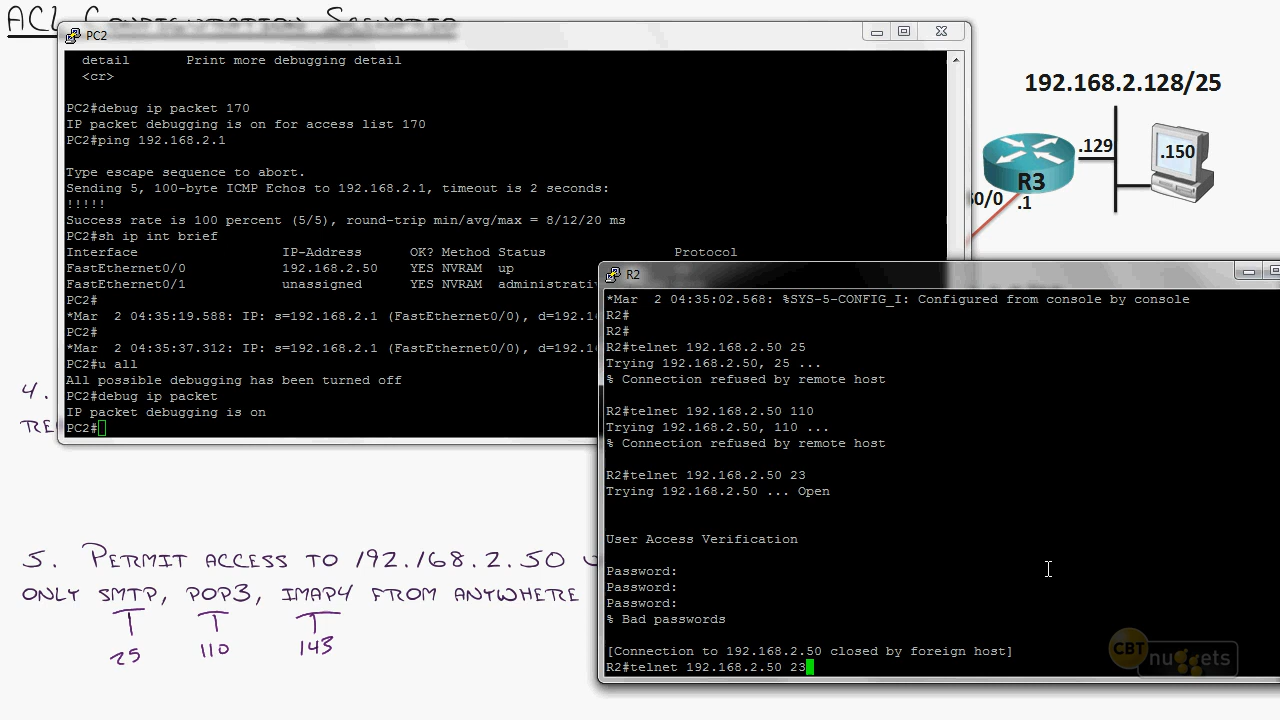 ACL CONFIGURATION SCENARIO
PC2
detail Print more debugging detail
<cr>
PC2#debug ip packet 170
IP packet debugging is on for access list 170
PC2#ping 192.168.2.1
Type escape sequence to abort.
Sending 5, 100-byte ICMP Echos to 192.168.2.1, timeout is 2 seconds:
!!!!!
Success rate is 100 percent (5/5), round-trip min/avg/max = 8/12/20 ms
PC2#sh ip int brief
Interface IP-Address OK? Method Status Protocol
FastEthernet0/0 192.168.2.50 YES NVRAM up
FastEthernet0/1 unassigned YES NVRAM administrativ
PC2#
*Mar 2 04:35:19.588: IP: s=192.168.2.1 (FastEthernet0/0), d=192.1
PC2#
*Mar 2 04:35:37.312: IP: s=192.168.2.1 (FastEthernet0/0), d=192.1
PC2#u all
All possible debugging has been turned off
PC2#debug ip packet
IP packet debugging is on
PC2#
192.168.2.128/25
.129
.150
R3
.1
R2
*Mar 2 04:35:02.568: %SYS-5-CONFIG_I: Configured from console by console
R2#
R2#
R2#telnet 192.168.2.50 25
Trying 192.168.2.50, 25 ...
% Connection refused by remote host
R2#telnet 192.168.2.50 110
Trying 192.168.2.50, 110 ...
% Connection refused by remote host
R2#telnet 192.168.2.50 23
Trying 192.168.2.50 ... Open
User Access Verification
Password:
Password:
Password:
% Bad passwords
[Connection to 192.168.2.50 closed by foreign host]
R2#telnet 192.168.2.50 23
4.
5. PERMIT ACCESS TO 192.168.2.50
ONLY SMTP, POP3, IMAP4 FROM ANYWHERE
25 110 143
CBT nuggets